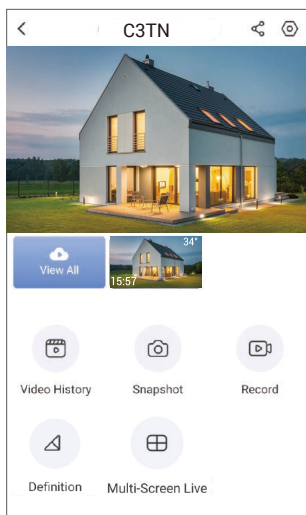 C3TN
View All
34"
15:57
Video History
Snapshot
Record
Definition
Multi-Screen Live